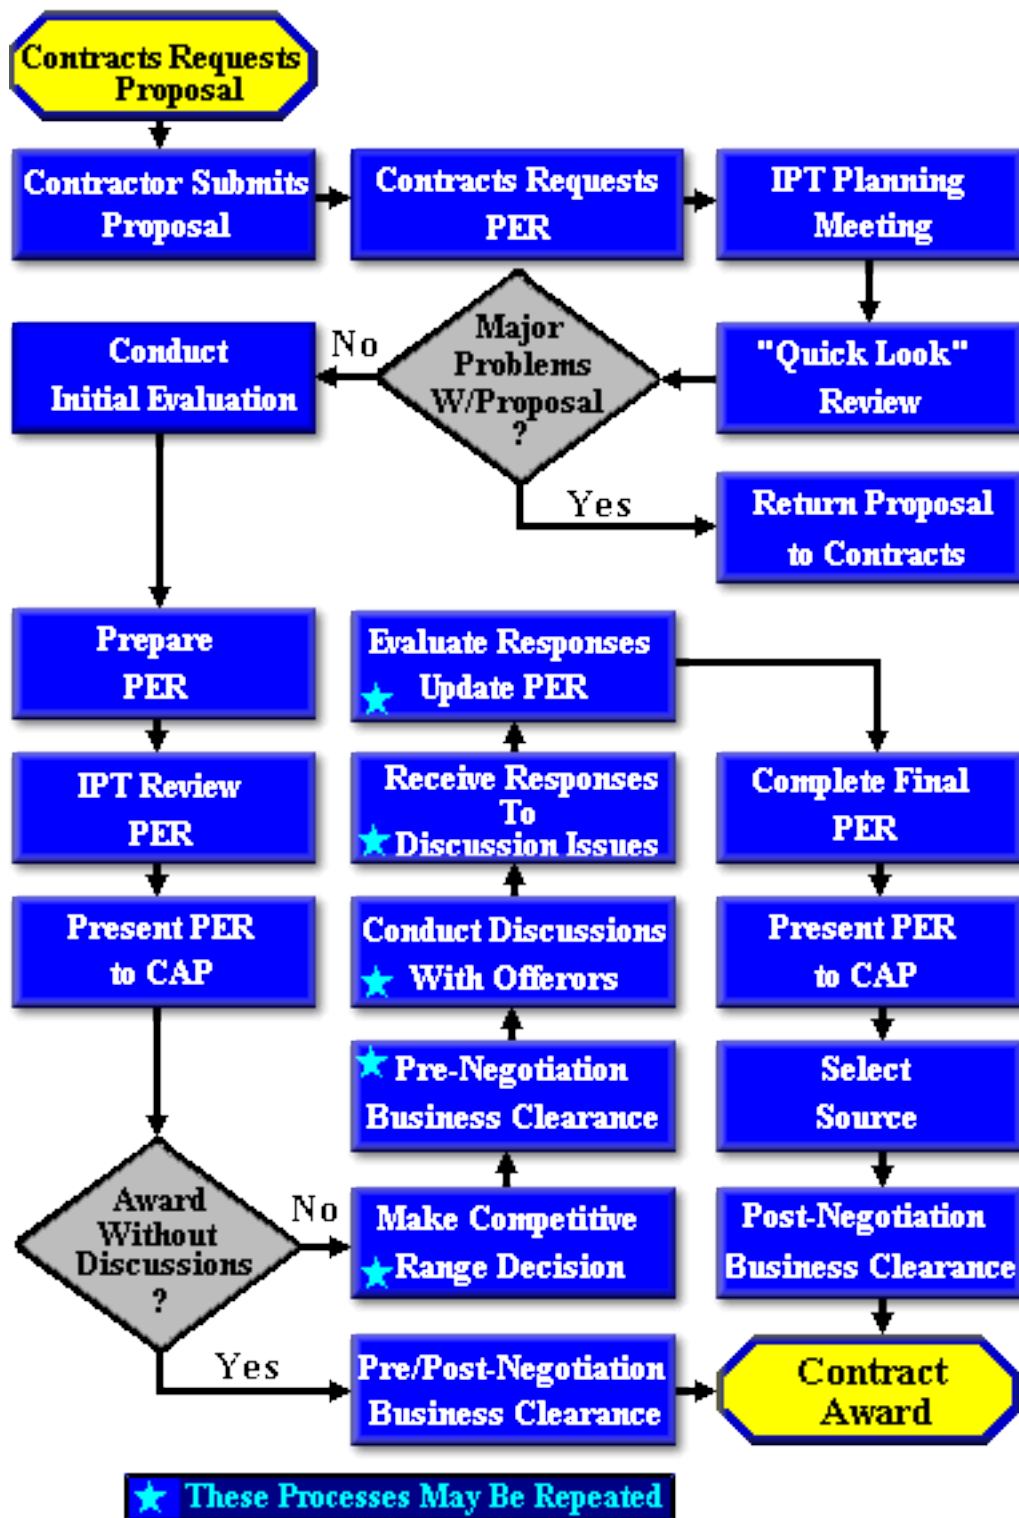 Contracts Requests
Proposal
Contractor Submits
Proposal
Contracts Requests
PER
IPT Planning
Meeting
Conduct
Initial Evaluation
No
Major
Problems
W/Proposal
?
"Quick Look"
Review
Yes
Return Proposal
to Contracts
Prepare
PER
Evaluate Responses
Update PER
IPT Review
PER
Receive Responses
To
Discussion Issues
Complete Final
PER
Present PER
to CAP
Conduct Discussions
With Offerors
Present PER
to CAP
Pre-Negotiation
Business Clearance
Select
Source
Award
Without
Discussions
?
No
Make Competitive
Range Decision
Post-Negotiation
Business Clearance
Yes
Pre/Post-Negotiation
Business Clearance
Contract
Award
These Processes May Be Repeated